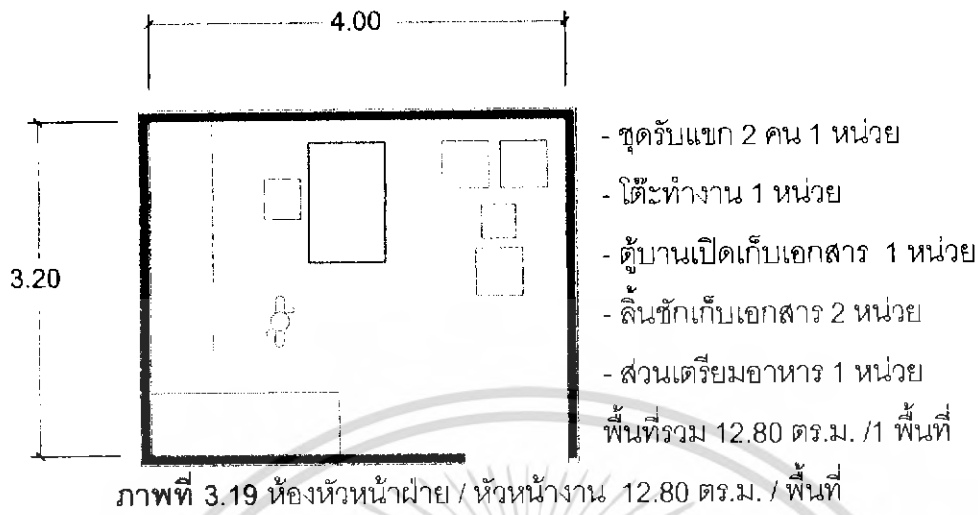 4.00
3.20
- ชุดรับแขก 2 คน 1 หน่วย
- โต๊ะทำงาน 1 หน่วย
- ตู้บานเปิดเก็บเอกสาร 1 หน่วย
- ลิ้นชักเก็บเอกสาร 2 หน่วย
- ส่วนเตรียมอาหาร 1 หน่วย
พื้นที่รวม 12.80 ตร.ม. /1 พื้นที่
ภาพที่ 3.19 ห้องหัวหน้าฝ่าย / หัวหน้างาน 12.80 ตร.ม. / พื้นที่